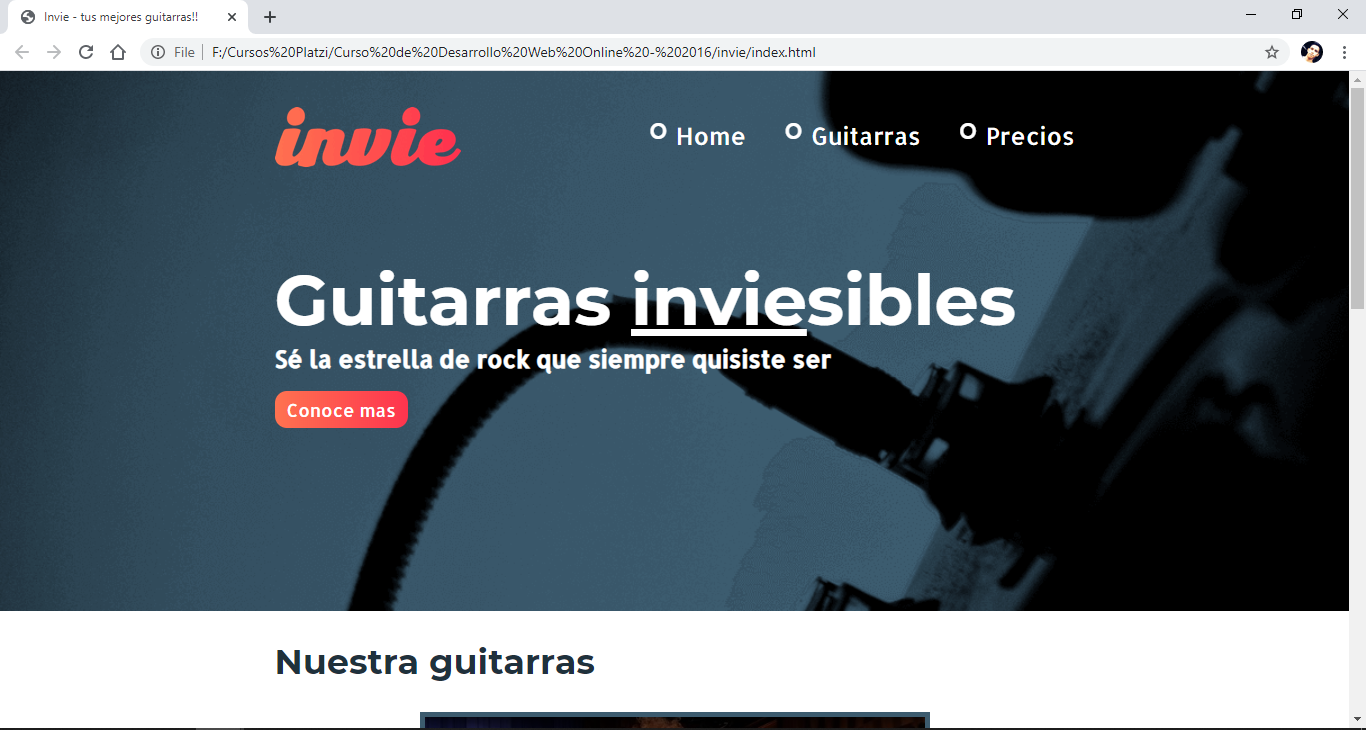 Invie - tus mejores guitarras!!
File F:/Cursos%20Platzi/Curso%20de%20Desarrollo%20Web%20Online%20-%202016/invie/index.html
invie
Home Guitarras Precios
Guitarras inviesibles
Sé la estrella de rock que siempre quisiste ser
Conoce mas
Nuestra guitarras